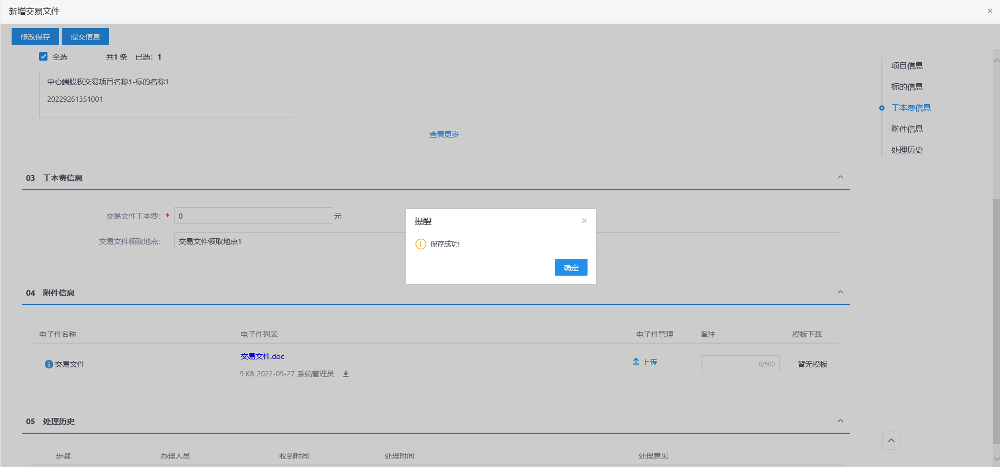 新增交易文件
修改保存 提交信息
全选 共1 条 已选：1
中心端股权交易项目名称1-标的名称1
20229261351001
查看更多
项目信息
标的信息
工本费信息
附件信息
处理历史
03 工本费信息
交易文件工本费：* 0 元
交易文件领取地点： 交易文件领取地点1
提醒
保存成功!
确定
04 附件信息
电子件名称 电子件列表 电子件管理 备注 模板下载
交易文件 交易文件.doc 上传 0/500 暂无模板
9 KB 2022-09-27 系统管理员
05 处理历史
步骤 办理人员 收到时间 处理时间 处理意见